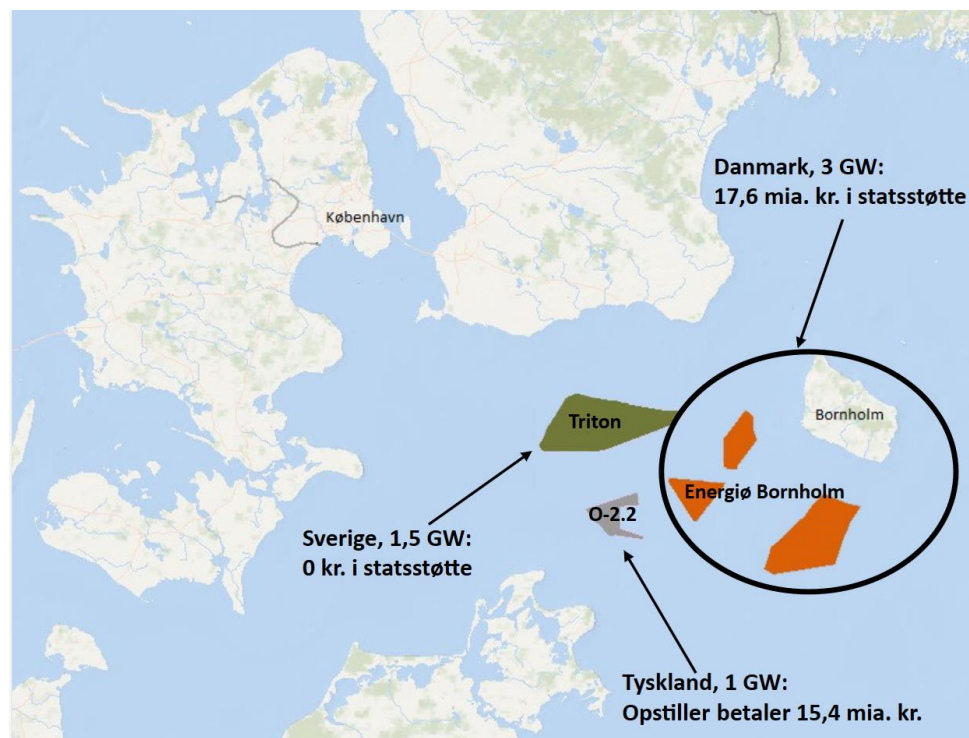 Danmark, 3 GW:
17,6 mia. kr. i statsstøtte
København
Bornholm
Triton
Energiø Bornholm
O-2.2
Sverige, 1,5 GW:
0 kr. i statsstøtte
Tyskland, 1 GW:
Opstiller betaler 15,4 mia. kr.